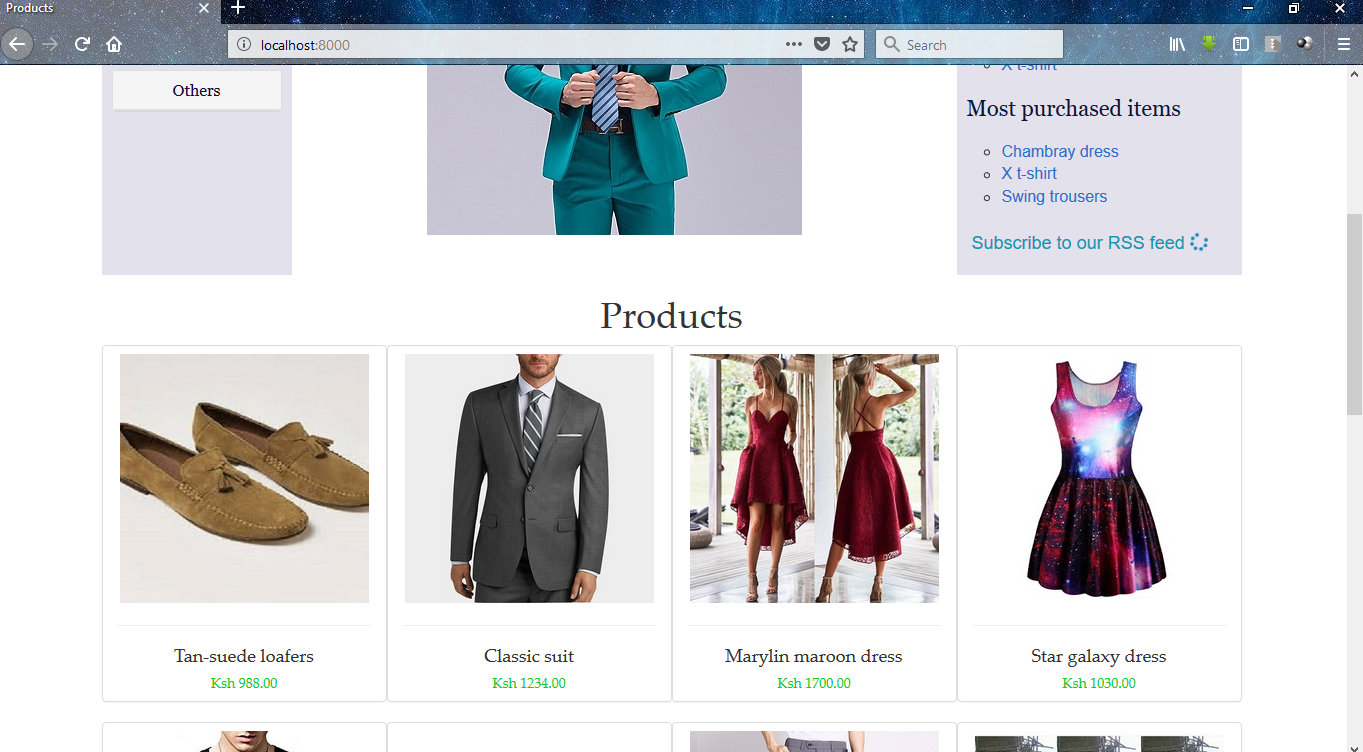 Products
localhost:8000
Search
Others
X t-shirt
Most purchased items
Chambray dress
X t-shirt
Swing trousers
Subscribe to our RSS feed
Products
Tan-suede loafers
Ksh 988.00
Classic suit
Ksh 1234.00
Marylin maroon dress
Ksh 1700.00
Star galaxy dress
Ksh 1030.00